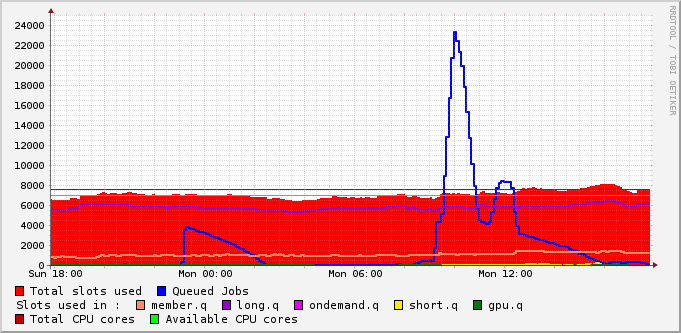 RRDTOOL / TOBI OETIKER
24000
22000
20000
18000
16000
14000
12000
10000
8000
6000
4000
2000
0
Sun 18:00 Mon 00:00 Mon 06:00 Mon 12:00
Total slots used Queued Jobs
Slots used in : member.q long.q ondemand.q short.q gpu.q
Total CPU cores Available CPU cores